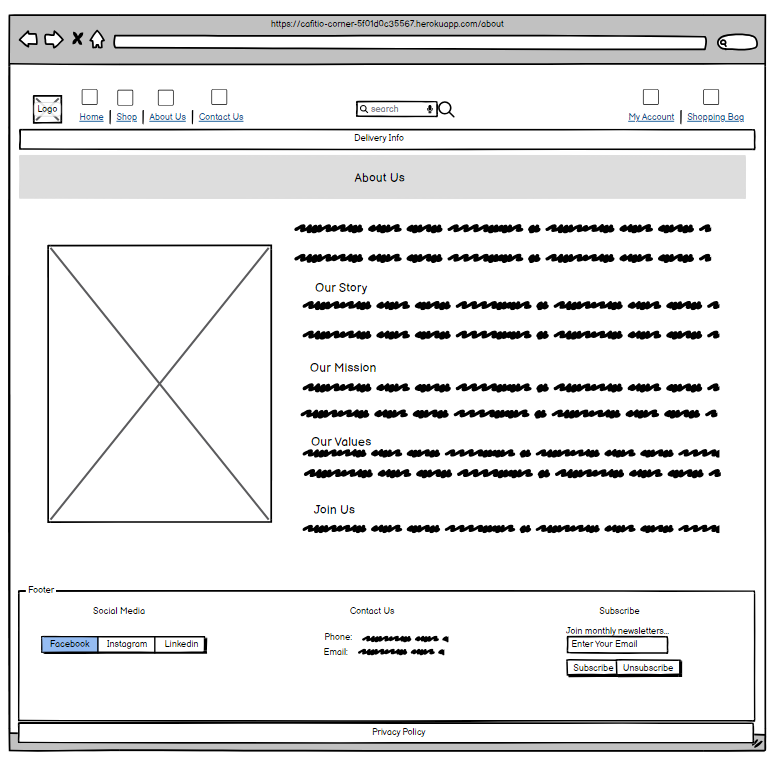 https://cafitio-corner-5f01d0c35567.herokuapp.com/about
Logo
Home Shop About Us Contact Us
search
My Account Shopping Bag
Delivery Info
About Us
Our Story
Our Mission
Our Values
Join Us
Footer
Social Media Contact Us Subscribe
Facebook Instagram Linkedin
Phone:
Email:
Join monthly newsletters...
Enter Your Email
Subscribe Unsubscribe
Privacy Policy